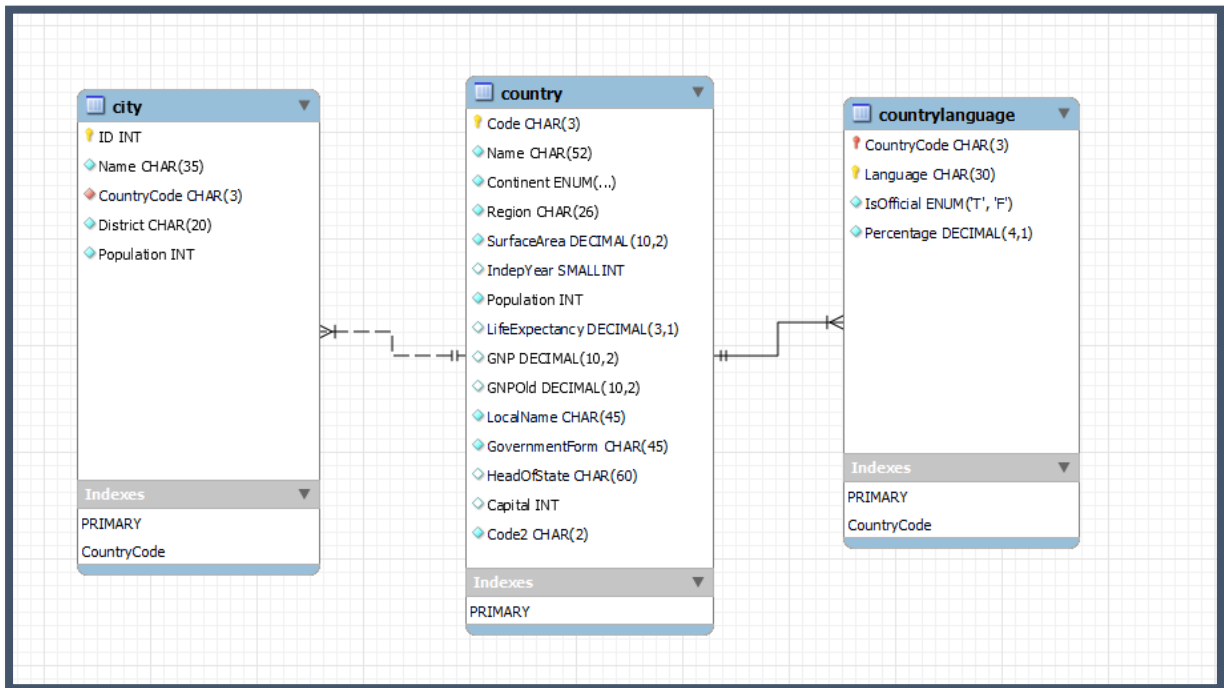 city
ID INT
Name CHAR(35)
CountryCode CHAR(3)
District CHAR(20)
Population INT
Indexes
PRIMARY
CountryCode
country
Code CHAR(3)
Name CHAR(52)
Continent ENUM(...)
Region CHAR(26)
SurfaceArea DECIMAL(10,2)
IndepYear SMALLINT
Population INT
LifeExpectancy DECIMAL(3,1)
GNP DECIMAL(10,2)
GNPOld DECIMAL(10,2)
LocalName CHAR(45)
GovernmentForm CHAR(45)
HeadOfState CHAR(60)
Capital INT
Code2 CHAR(2)
Indexes
PRIMARY
countrylanguage
CountryCode CHAR(3)
Language CHAR(30)
IsOfficial ENUM('T', 'F')
Percentage DECIMAL(4,1)
Indexes
PRIMARY
CountryCode